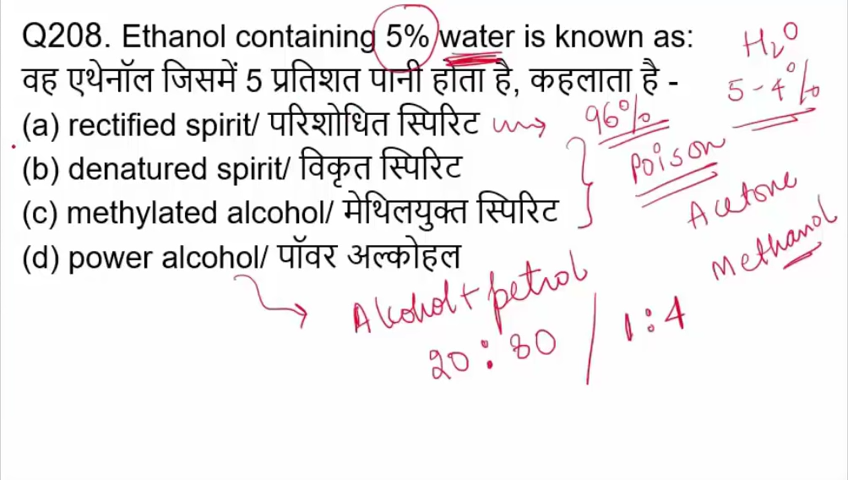 Q208. Ethanol containing 5% water is known as:
वह एथेनॉल जिसमें 5 प्रतिशत पानी होता है, कहलाता है -
(a) rectified spirit/ परिशोधित स्पिरिट
(b) denatured spirit/ विकृत स्पिरिट
(c) methylated alcohol/ मेथिलयुक्त स्पिरिट
(d) power alcohol/ पॉवर अल्कोहल
H2O
5-4%
96%
Poison
Acetone
Methanol
Alkohol + petrol
20:80 / 1:4